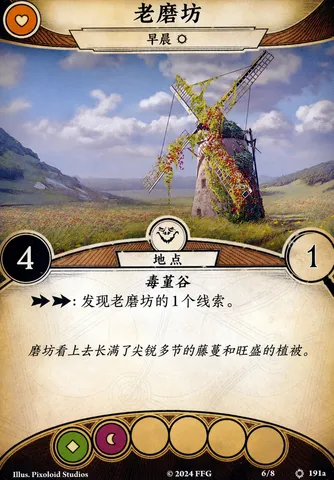 老磨坊
早晨
4
地点
1
毒堇谷
: 发现老磨坊的1个线索。
磨坊看上去长满了尖锐多节的藤蔓和旺盛的植被。
Illus. Pixoloid Studios
© 2024 FFG
6/8
191a